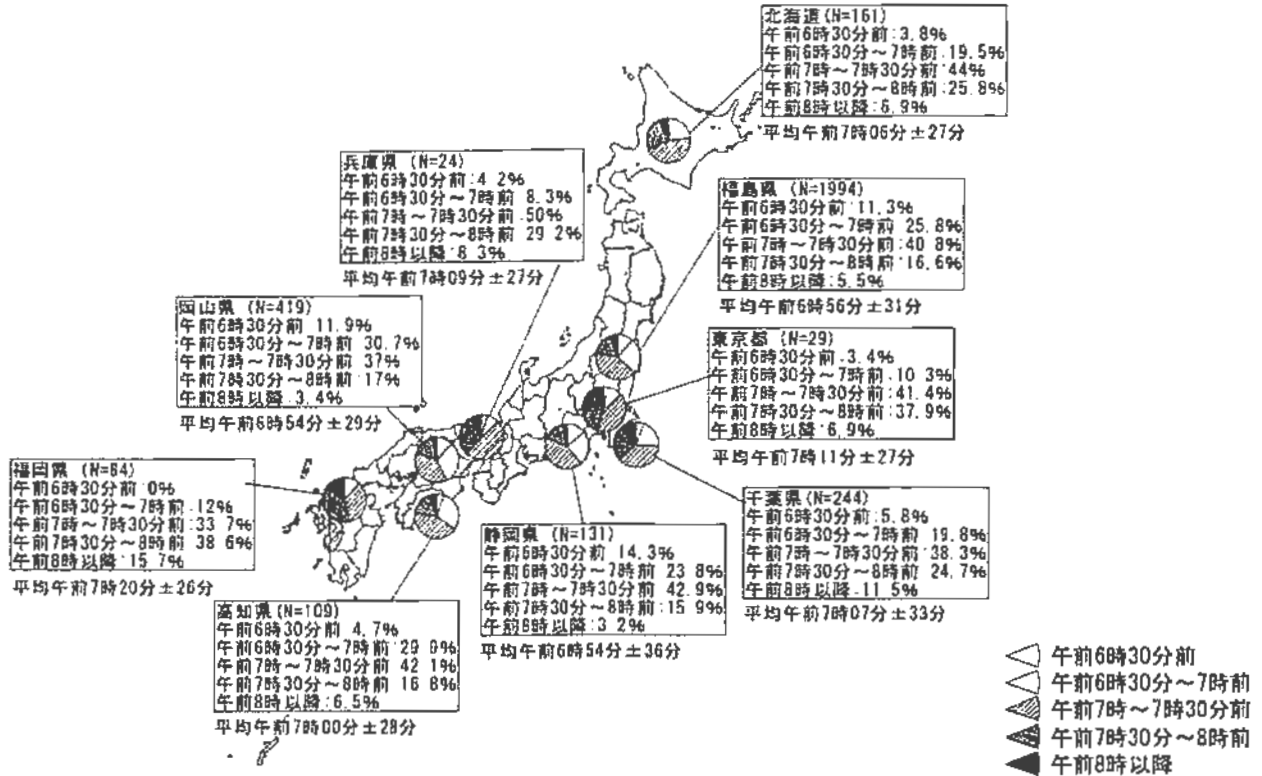 北海道(N=161)
午前6時30分前:3.8%
午前6時30分～7時前:19.5%
午前7時～7時30分前:44%
午前7時30分～8時前:25.8%
午前8時以降:6.9%
平均午前7時06分±27分
兵庫県 (N=24)
午前6時30分前:4.2%
午前6時30分～7時前 8.3%
午前7時～7時30分前:50%
午前7時30分～8時前 29.2%
午前8時以降:8.3%
平均午前7時09分±27分
福島県 (N=1994)
午前6時30分前:11.3%
午前6時30分～7時前 25.8%
午前7時～7時30分前:40.8%
午前7時30分～8時前:16.6%
午前8時以降:5.5%
平均午前6時56分±31分
岡山県 (N=419)
午前6時30分前 11.9%
午前6時30分～7時前 30.7%
午前7時～7時30分前:37%
午前7時30分～8時前 17%
午前8時以降:3.4%
平均午前6時54分±29分
東京都 (N=29)
午前6時30分前:3.4%
午前6時30分～7時前:10.3%
午前7時～7時30分前:41.4%
午前7時30分～8時前:37.9%
午前8時以降:6.9%
平均午前7時11分±27分
福岡県 (N=84)
午前6時30分前:0%
午前6時30分～7時前:12%
午前7時～7時30分前:33.7%
午前7時30分～8時前:38.6%
午前8時以降:15.7%
平均午前7時20分±26分
千葉県(N=244)
午前6時30分前:5.8%
午前6時30分～7時前 19.8%
午前7時～7時30分前:38.3%
午前7時30分～8時前:24.7%
午前8時以降:11.5%
平均午前7時07分±33分
静岡県(N=131)
午前6時30分前 14.3%
午前6時30分～7時前 23.8%
午前7時～7時30分前 42.9%
午前7時30分～8時前:15.9%
午前8時以降:3.2%
平均午前6時54分±36分
高知県(N=109)
午前6時30分前 4.7%
午前6時30分～7時前
午前7時～7時30分前 42.1%
午前7時30分～8時前 16.8%
午前8時以降:6.5%
平均午前7時00分±28分
午前6時30分前
午前6時30分～7時前
午前7時～7時30分前
午前7時30分～8時前
午前8時以降